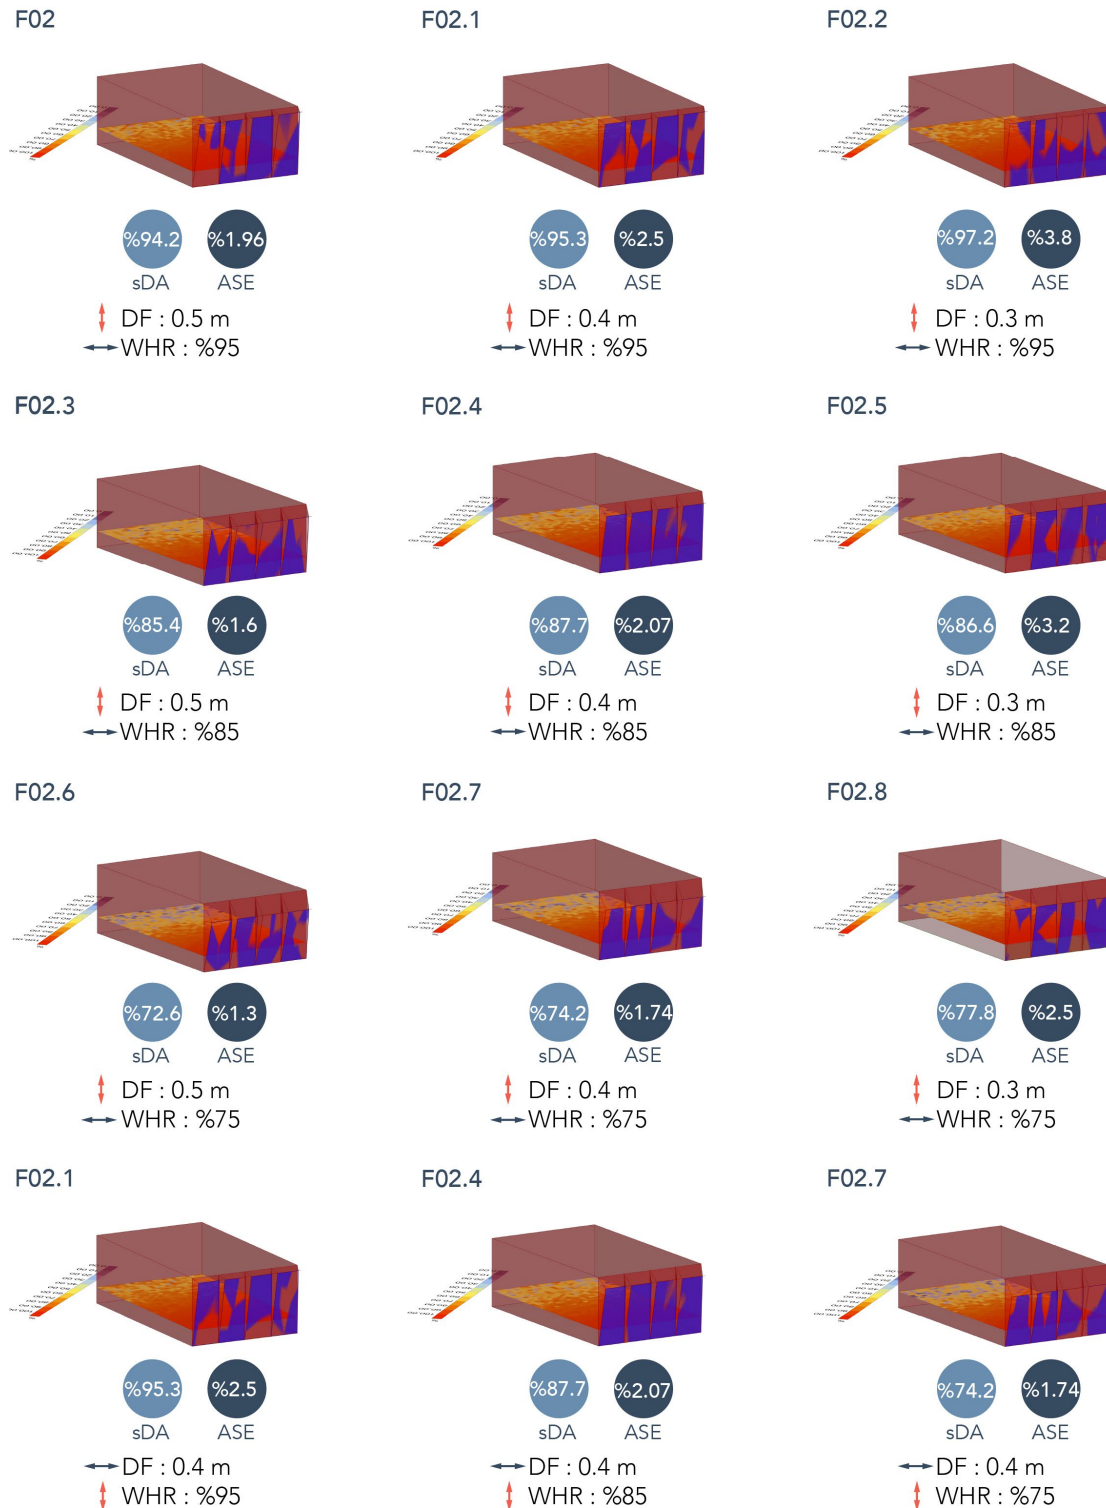 F02 F02.1 F02.2
%94.2 %1.96 %95.3 %2.5 %97.2 %3.8
sDA ASE sDA ASE sDA ASE
DF : 0.5 m DF : 0.4 m DF : 0.3 m
WHR : %95 WHR : %95 WHR : %95
F02.3 F02.4 F02.5
%85.4 %1.6 %87.7 %2.07 %86.6 %3.2
sDA ASE sDA ASE sDA ASE
DF : 0.5 m DF : 0.4 m DF : 0.3 m
WHR : %85 WHR : %85 WHR : %85
F02.6 F02.7 F02.8
%72.6 %1.3 %74.2 %1.74 %77.8 %2.5
sDA ASE sDA ASE sDA ASE
DF : 0.5 m DF : 0.4 m DF : 0.3 m
WHR : %75 WHR : %75 WHR : %75
F02.1 F02.4 F02.7
%95.3 %2.5 %87.7 %2.07 %74.2 %1.74
sDA ASE sDA ASE sDA ASE
DF : 0.4 m DF : 0.4 m DF : 0.4 m
WHR : %95 WHR : %85 WHR : %75